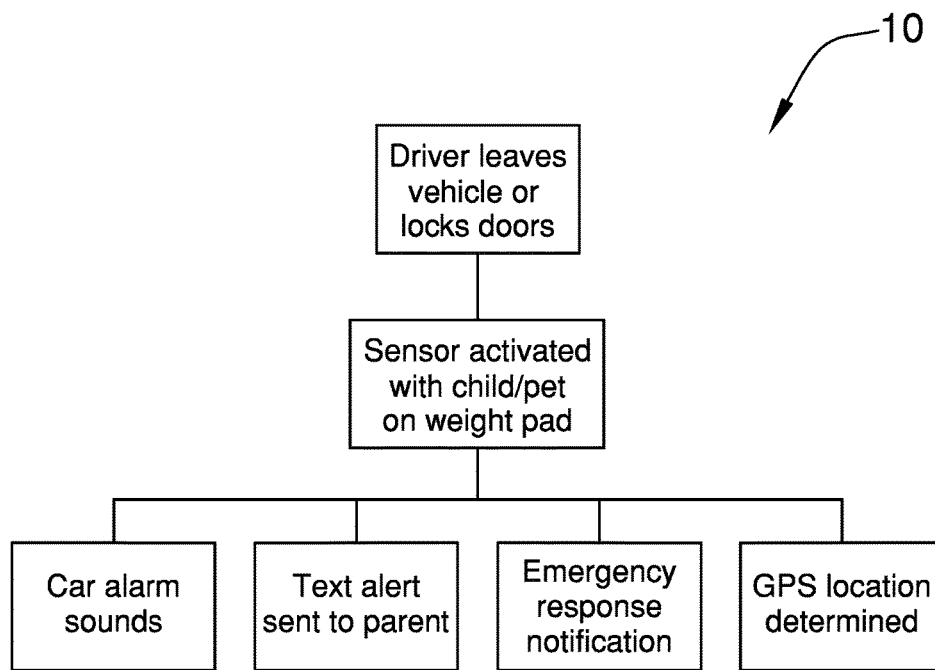 10
Driver leaves
vehicle or
locks doors
Sensor activated
with child/pet
on weight pad
Car alarm
sounds
Text alert
sent to parent
Emergency
response
notification
GPS location
determined